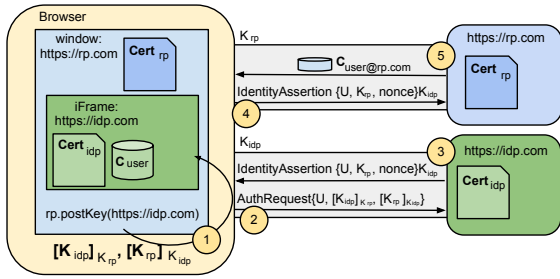 Browser
window:
https://rp.com
Cert rp
iFrame:
https://idp.com
Cert idp
C user
rp.postKey(https://idp.com)
1
[K idp] K rp, [K rp] K idp
K rp
C user@rp.com
IdentityAssertion {U, K rp, nonce}K idp
4
K idp
IdentityAssertion {U, K rp, nonce}K idp
AuthRequest{U, [K idp] K rp, [K rp] K idp}
2
https://rp.com
5
Cert rp
3
https://idp.com
Cert idp